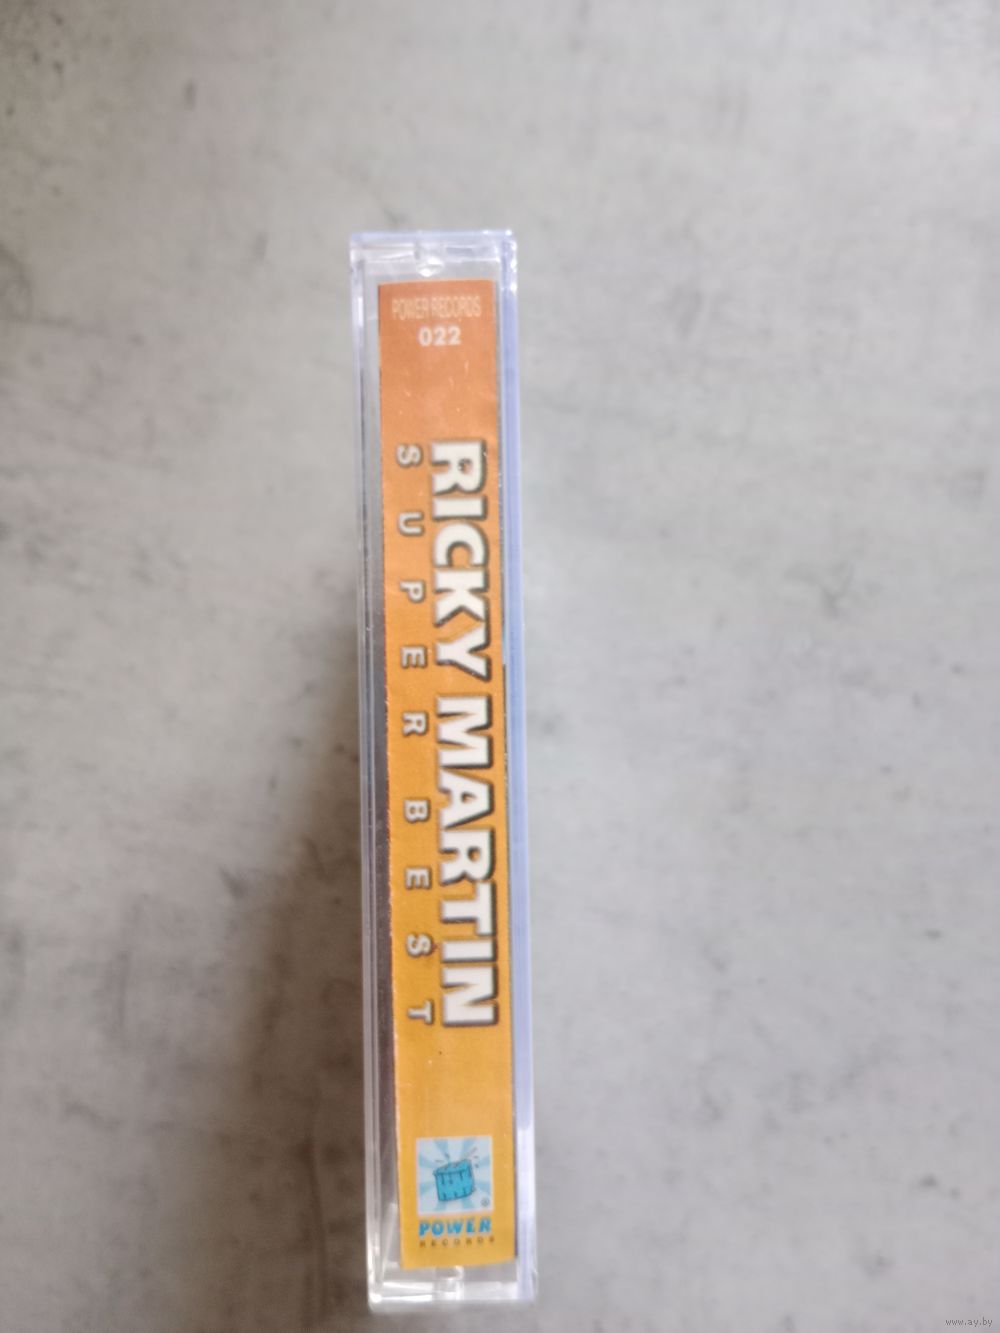 POWER RECORDS
022
RICKY MARTIN
SUPER BEST
POWER
RECORDS
www.ay.by